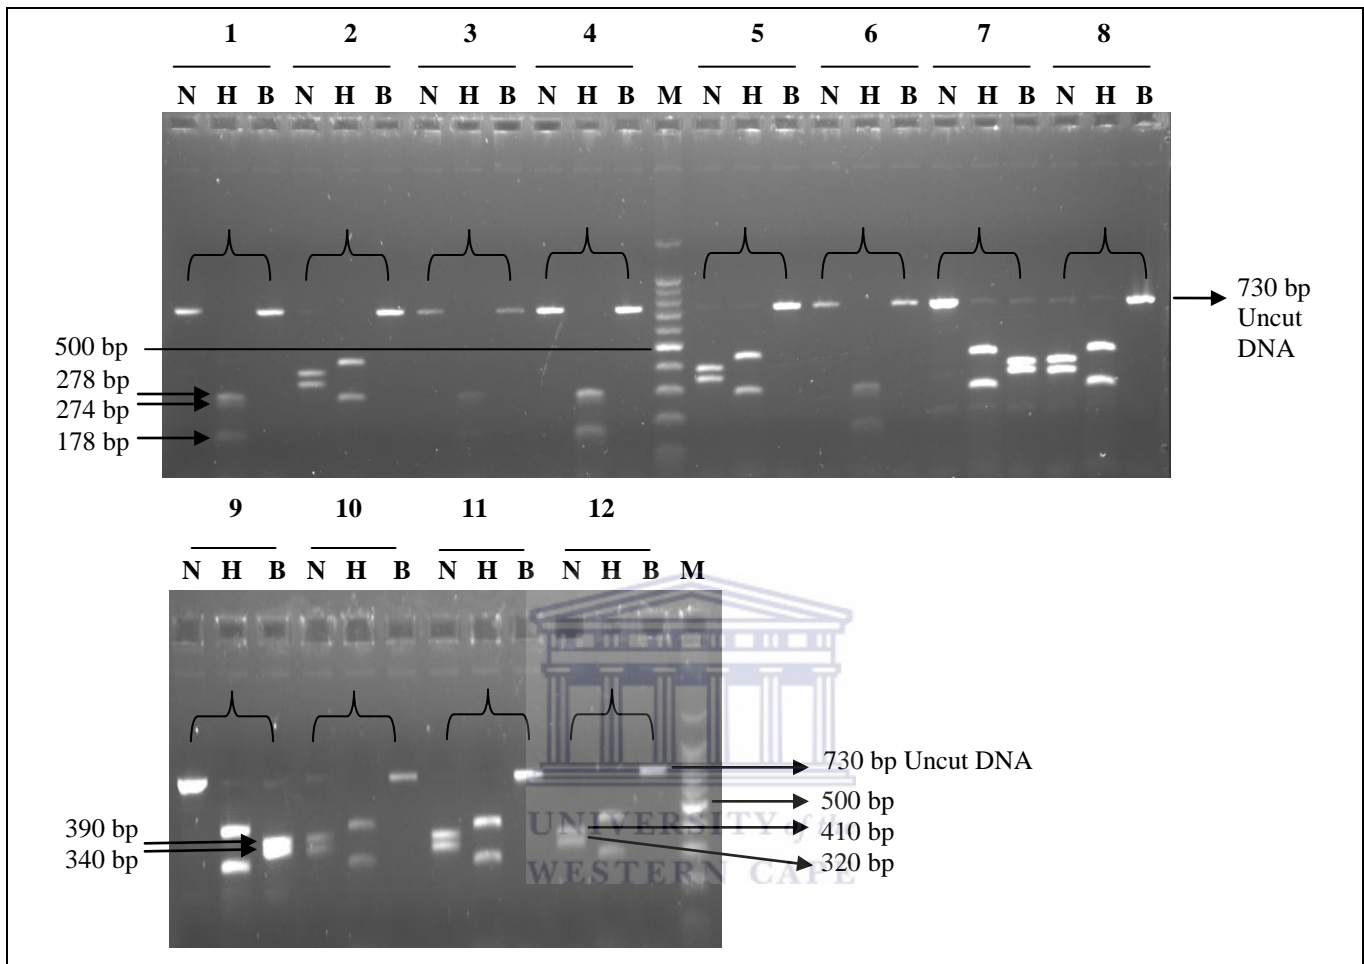 1 2 3 4 5 6 7 8
N H B N H B N H B N H B M N H B N H B N H B N H B
730 bp
Uncut
DNA
500 bp
278 bp
274 bp
178 bp
9 10 11 12
N H B N H B N H B N H B M
730 bp Uncut DNA
500 bp
390 bp
410 bp
340 bp
320 bp
UNIVERSITY of the
WESTERN CAPE